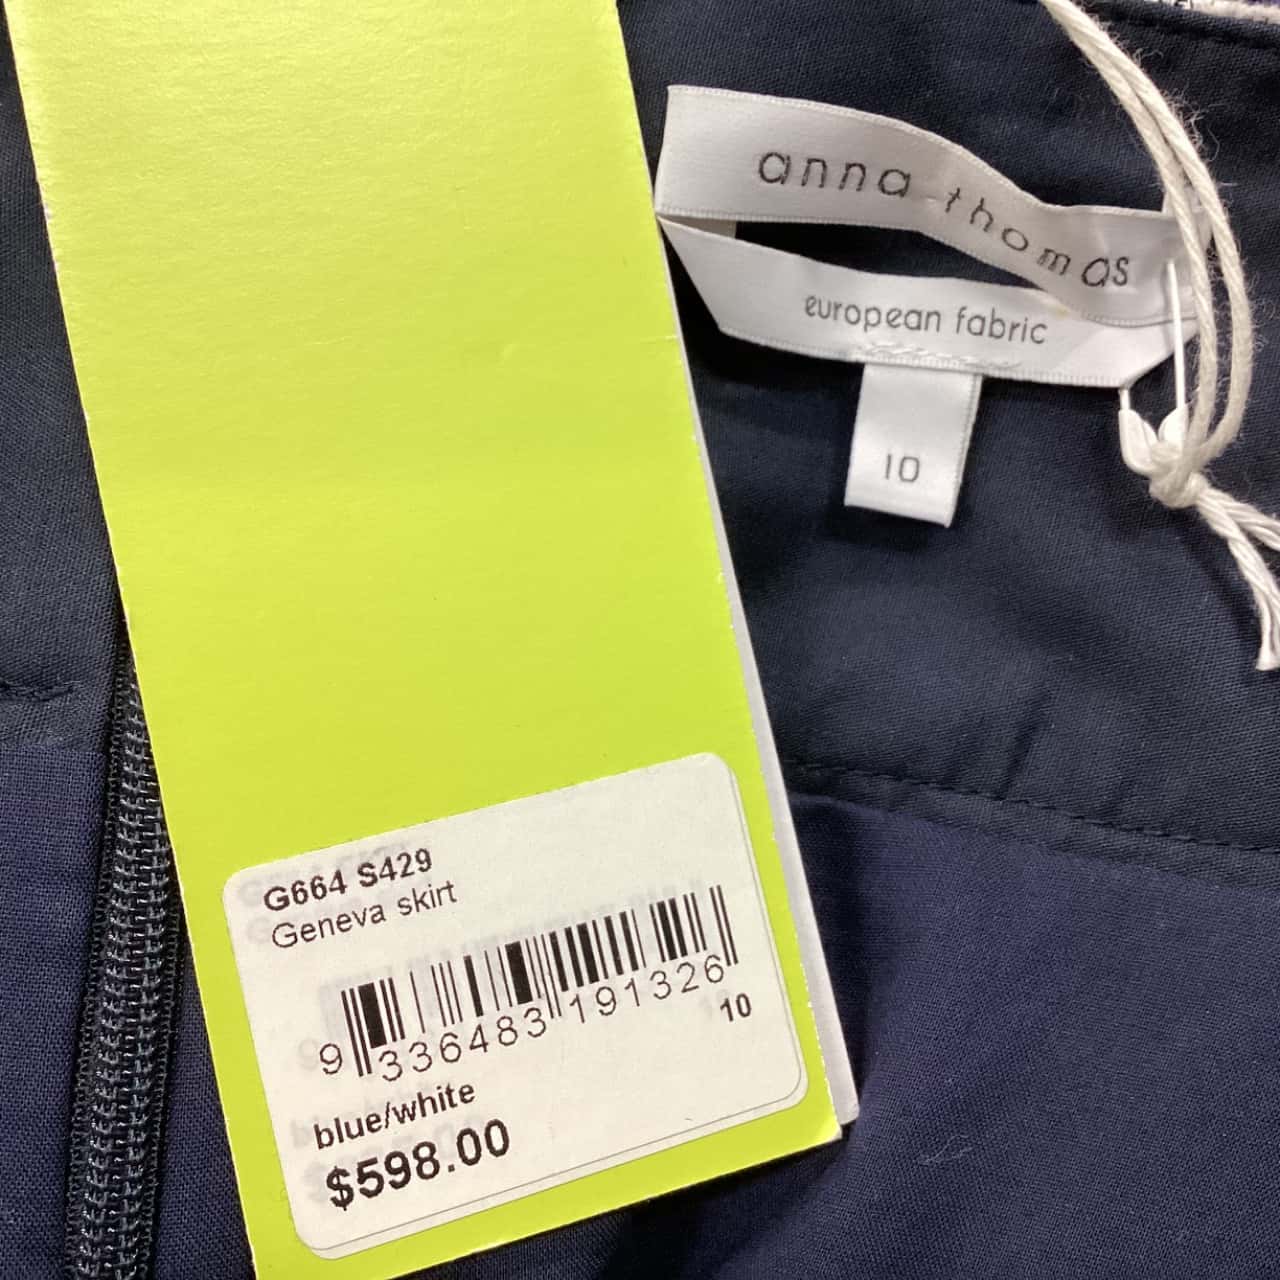 anna thomas
european fabric
10
G664 S429
Geneva skirt
9 336483 191326
10
blue/white
$598.00